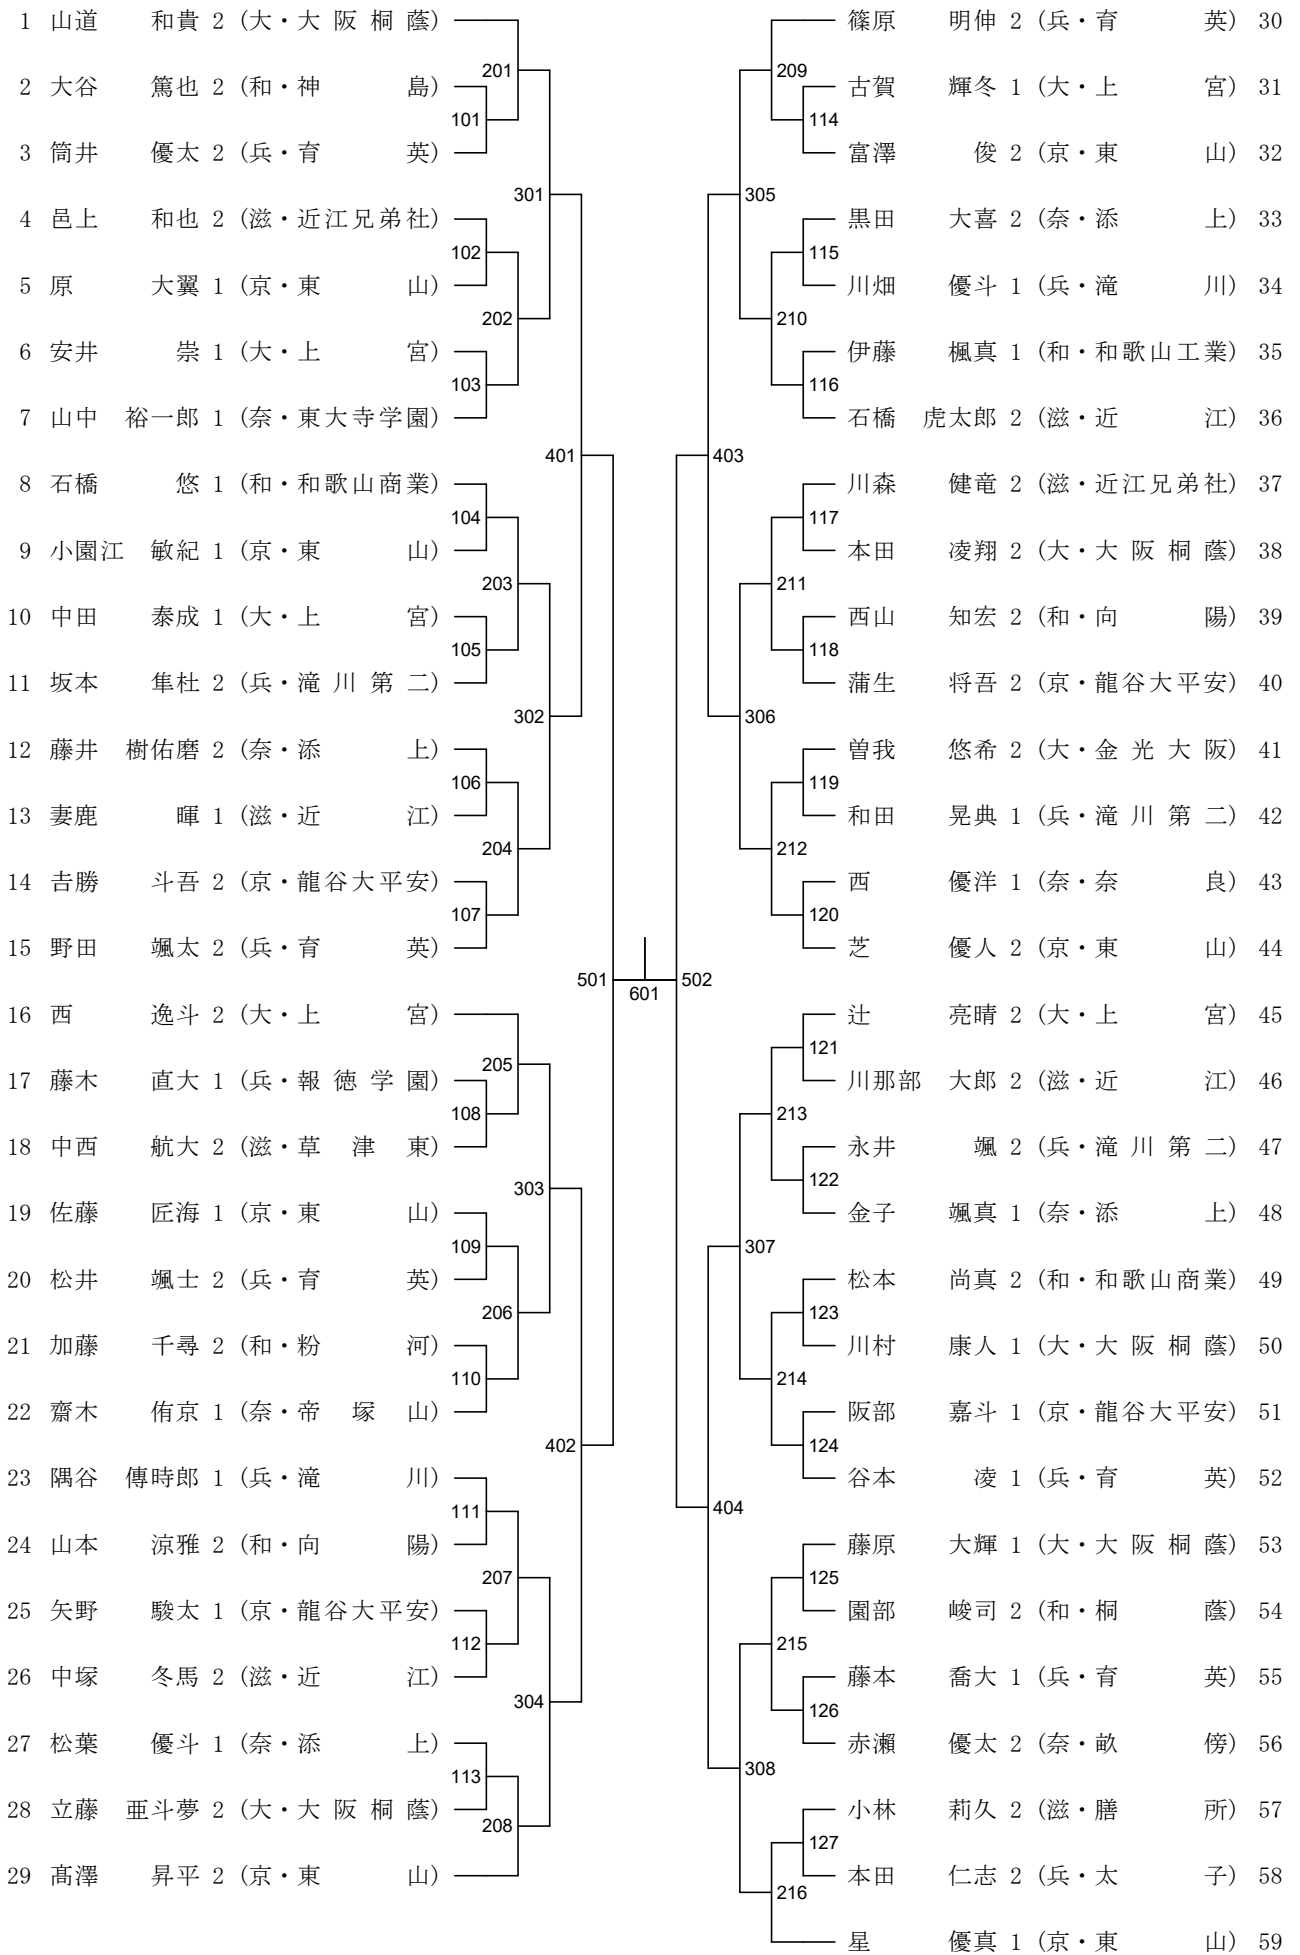 1 山道 和貴 2 (大・大阪桐蔭)
2 大谷 篤也 2 (和・神島)
3 筒井 優太 2 (兵・育英)
4 邑上 和也 2 (滋・近江兄弟社)
5 原 大翼 1 (京・東山)
6 安井 崇 1 (大・上宮)
7 山中 裕一郎 1 (奈・東大寺学園)
8 石橋 悠 1 (和・和歌山商業)
9 小園江 敏紀 1 (京・東山)
10 中田 泰成 1 (大・上宮)
11 坂本 隼杜 2 (兵・滝川第二)
12 藤井 樹佑磨 2 (奈・添上)
13 妻鹿 暉 1 (滋・近江)
14 吉勝 斗吾 2 (京・龍谷大平安)
15 野田 颯太 2 (兵・育英)
16 西 逸斗 2 (大・上宮)
17 藤木 直大 1 (兵・報徳学園)
18 中西 航大 2 (滋・草津東)
19 佐藤 匠海 1 (京・東山)
20 松井 颯士 2 (兵・育英)
21 加藤 千尋 2 (和・粉河)
22 齋木 侑京 1 (奈・帝塚山)
23 隅谷 傳時郎 1 (兵・滝川)
24 山本 涼雅 2 (和・向陽)
25 矢野 駿太 1 (京・龍谷大平安)
26 中塚 冬馬 2 (滋・近江)
27 松葉 優斗 1 (奈・添上)
28 立藤 亜斗夢 2 (大・大阪桐蔭)
29 髙澤 昇平 2 (京・東山)
101
102
103
104
105
106
107
108
109
110
111
112
113
201
202
203
204
205
206
207
208
301
302
303
304
401
402
501
601
502
403
404
305
306
307
308
209
210
211
212
213
214
215
216
114
115
116
117
118
119
120
121
122
123
124
125
126
127
篠原 明伸 2 (兵・育英) 30
古賀 輝冬 1 (大・上宮) 31
富澤 俊 2 (京・東山) 32
黒田 大喜 2 (奈・添上) 33
川畑 優斗 1 (兵・滝川) 34
伊藤 楓真 1 (和・和歌山工業) 35
石橋 虎太郎 2 (滋・近江) 36
川森 健竜 2 (滋・近江兄弟社) 37
本田 凌翔 2 (大・大阪桐蔭) 38
西山 知宏 2 (和・向陽) 39
蒲生 将吾 2 (京・龍谷大平安) 40
曽我 悠希 2 (大・金光大阪) 41
和田 晃典 1 (兵・滝川第二) 42
西 優洋 1 (奈・奈良) 43
芝 優人 2 (京・東山) 44
辻 亮晴 2 (大・上宮) 45
川那部 大郎 2 (滋・近江) 46
永井 颯 2 (兵・滝川第二) 47
金子 颯真 1 (奈・添上) 48
松本 尚真 2 (和・和歌山商業) 49
川村 康人 1 (大・大阪桐蔭) 50
阪部 嘉斗 1 (京・龍谷大平安) 51
谷本 凌 1 (兵・育英) 52
藤原 大輝 1 (大・大阪桐蔭) 53
園部 峻司 2 (和・桐蔭) 54
藤本 喬大 1 (兵・育英) 55
赤瀬 優太 2 (奈・畝傍) 56
小林 莉久 2 (滋・膳所) 57
本田 仁志 2 (兵・太子) 58
星 優真 1 (京・東山) 59